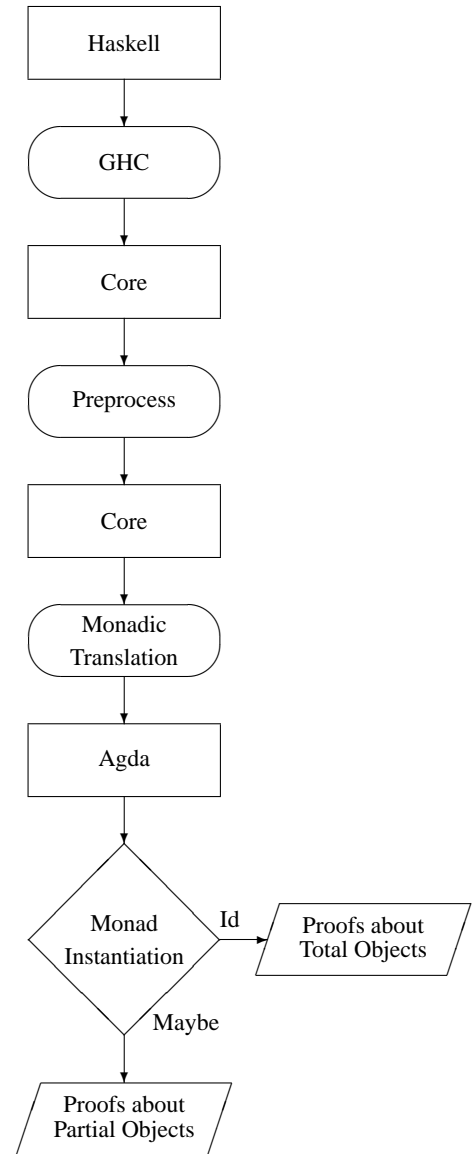 Haskell
GHC
Core
Preprocess
Core
Monadic
Translation
Agda
Monad
Instantiation
Id
Proofs about
Total Objects
Maybe
Proofs about
Partial Objects